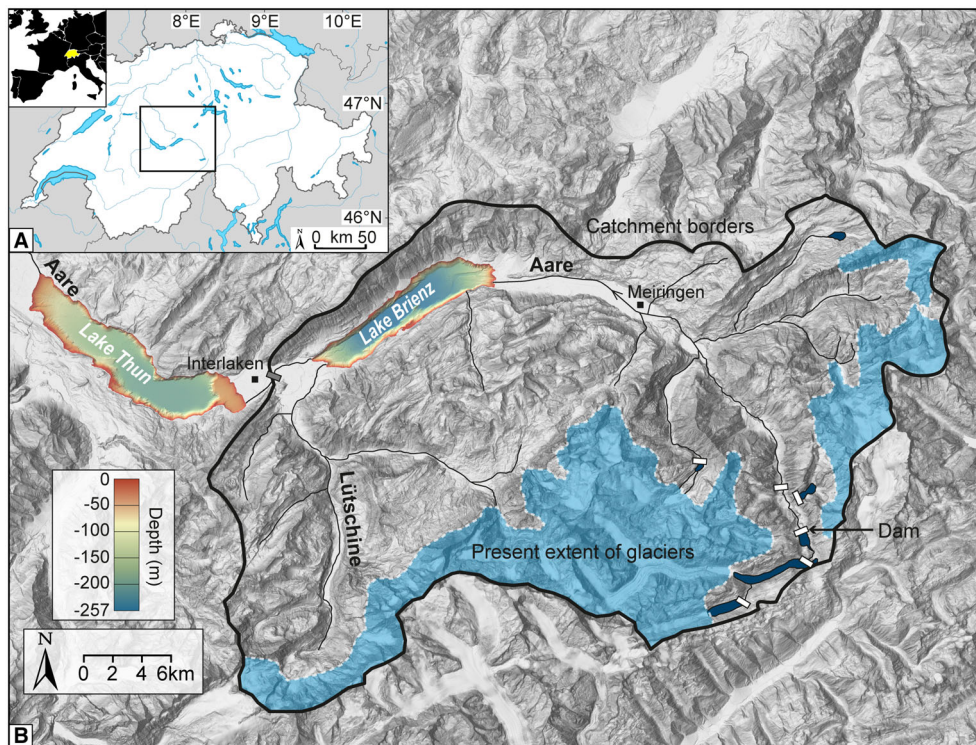 8°E
9°E
10°E
47°N
46°N
N
0 km 50
A
Catchment borders
Aare
Aare
Meiringen
Lake Brienz
Lake Thun
Interlaken
Lütschine
Dam
Present extent of glaciers
0
-50
-100
-150
-200
-257
Depth (m)
N
0 2 4 6km
B